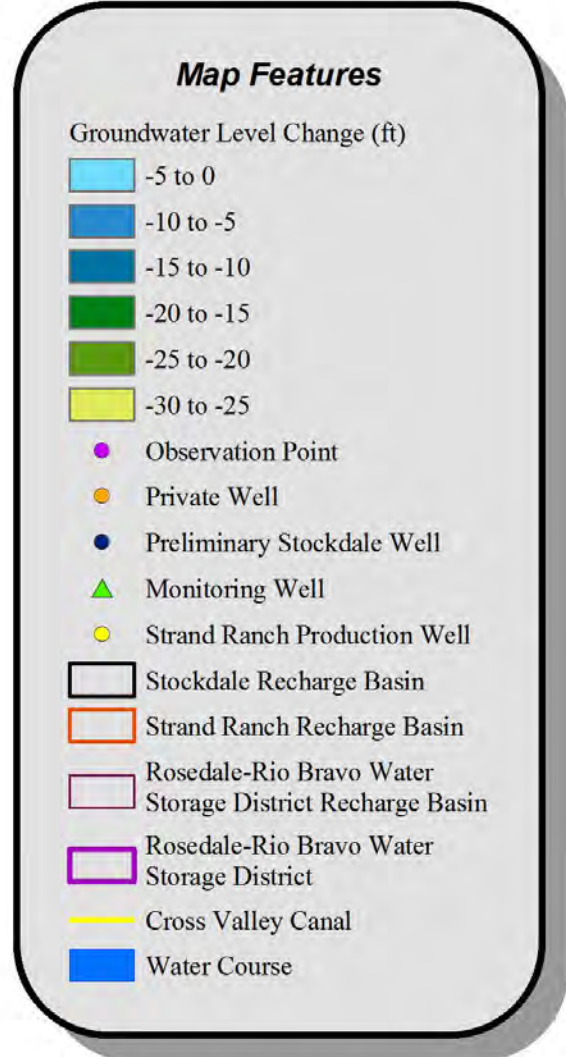 Map Features
Groundwater Level Change (ft)
-5 to 0
-10 to -5
-15 to -10
-20 to -15
-25 to -20
-30 to -25
Observation Point
Private Well
Preliminary Stockdale Well
Monitoring Well
Strand Ranch Production Well
Stockdale Recharge Basin
Strand Ranch Recharge Basin
Rosedale-Rio Bravo Water
Storage District Recharge Basin
Rosedale-Rio Bravo Water
Storage District
Cross Valley Canal
Water Course